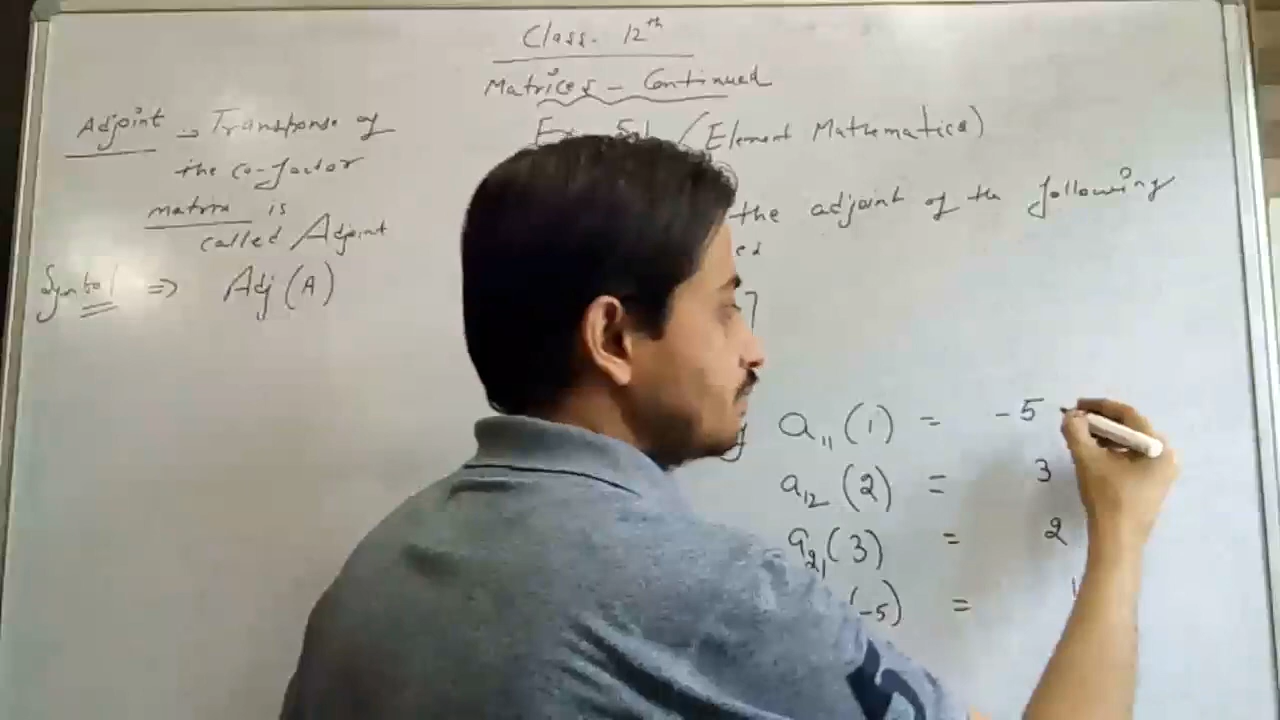 Class- 12th
Matrices - Continued
Adjoint → Transpose of
the co-factor
matrix is
called Adjoint
Symbol ⇒ Adj (A)
(Element Mathematics)
the adjoint of the following
a11 (1) = -5
a12 (2) = 3
a21 (3) = 2
(-5) =